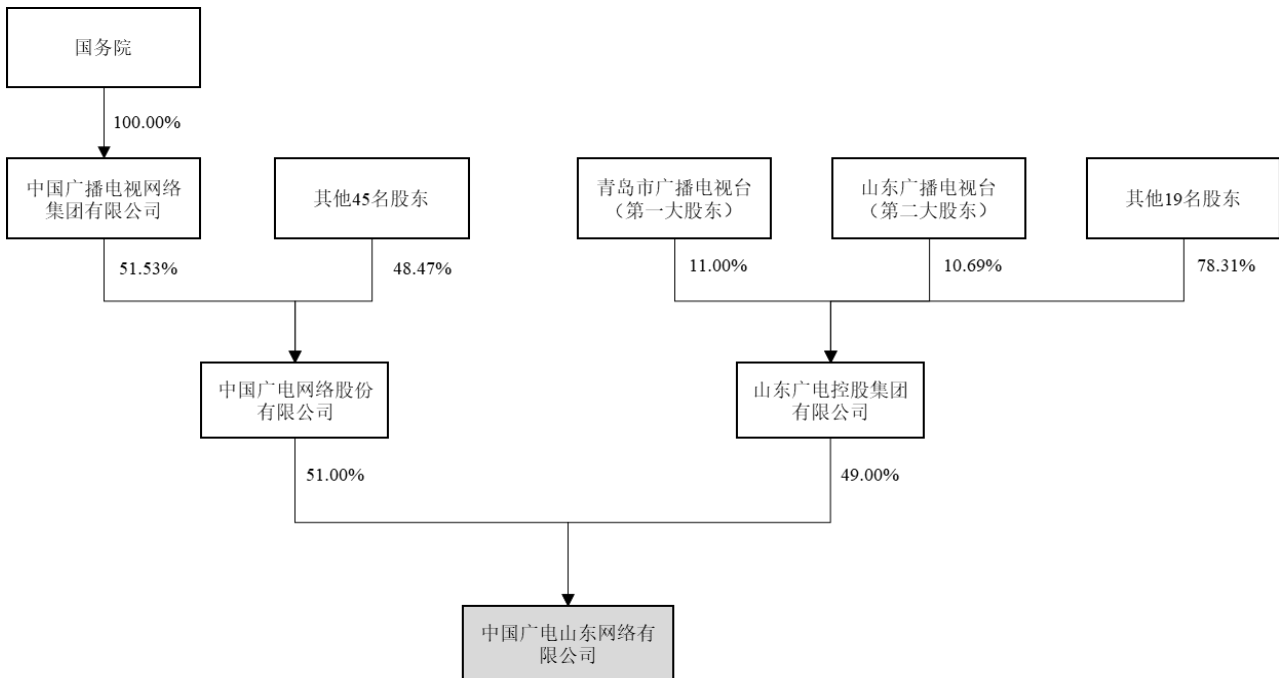 国务院
100.00%
中国广播电视网络
集团有限公司
其他45名股东
青岛市广播电视台
（第一大股东）
山东广播电视台
（第二大股东）
其他19名股东
51.53%
48.47%
11.00%
10.69%
78.31%
中国广电网络股份
有限公司
山东广电控股集团
有限公司
51.00%
49.00%
中国广电山东网络有
限公司